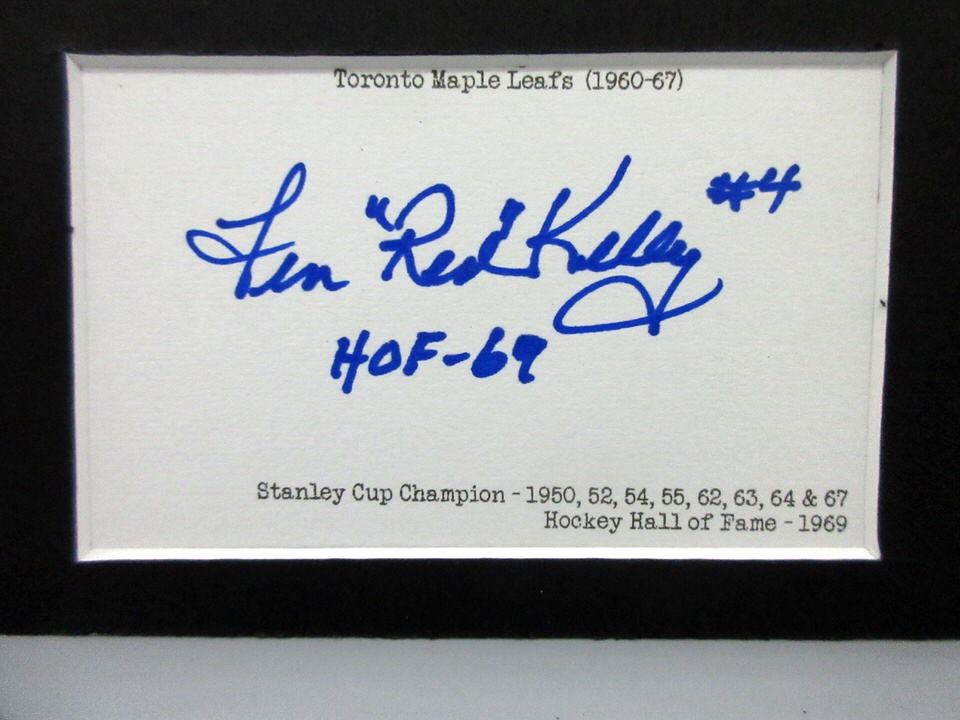 Toronto Maple Leafs (1960-67)
Len "Red" Kelly #4
HOF-69
Stanley Cup Champion - 1950, 52, 54, 55, 62, 63, 64 & 67
Hockey Hall of Fame - 1969